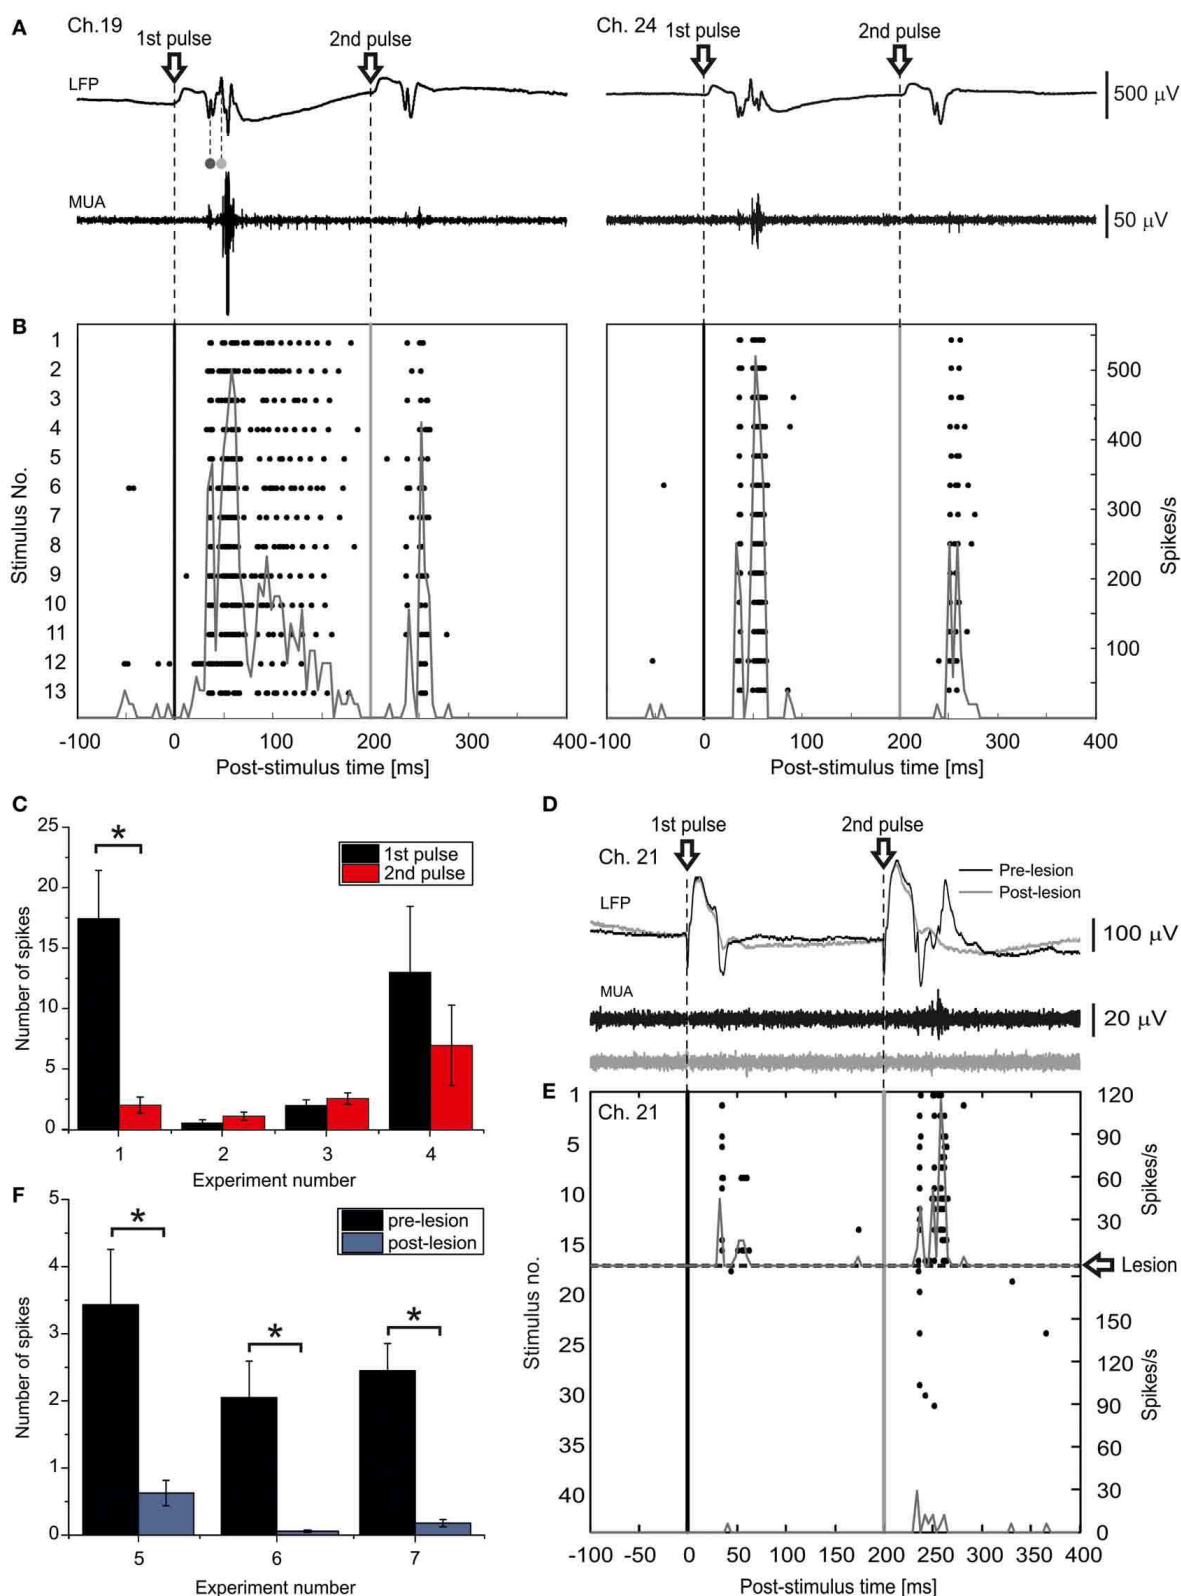 A
Ch.19
1st pulse
2nd pulse
LFP
MUA
Ch. 24
1st pulse
2nd pulse
500 µV
50 µV
B
Stimulus No.
1
2
3
4
5
6
7
8
9
10
11
12
13
-100 0 100 200 300 400
Post-stimulus time [ms]
500
400
300
200
100
Spikes/s
-100 0 100 200 300 400
Post-stimulus time [ms]
C
Number of spikes
25
20
15
10
5
0
1st pulse
2nd pulse
*
1 2 3 4
Experiment number
D
1st pulse
2nd pulse
Ch. 21
LFP
Pre-lesion
Post-lesion
100 µV
MUA
20 µV
E
Ch. 21
Stimulus no.
1
5
10
15
20
25
30
35
40
120
90
60
30
Spikes/s
Lesion
150
120
90
60
30
0
Spikes/s
-100 -50 0 50 100 150 200 250 300 350 400
Post-stimulus time [ms]
F
Number of spikes
5
4
3
2
1
0
pre-lesion
post-lesion
*
*
*
5 6 7
Experiment number